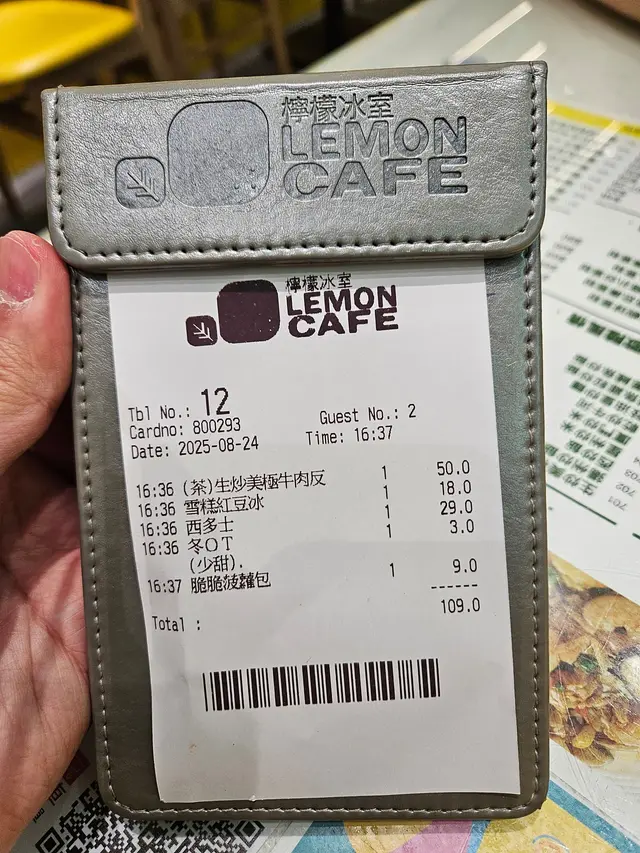 檸檬冰室
LEMON
CAFE
檸檬冰室
LEMON
CAFE
Tbl No.: 12 Guest No.: 2
Cardno: 800293
Date: 2025-08-24 Time: 16:37
16:36 (茶)生炒美極牛肉反 1 50.0
16:36 雪糕紅豆冰 1 18.0
16:36 西多士 1 29.0
16:36 冬OT 1 3.0
(少甜).
16:37 脆脆菠蘿包 1 9.0
------
Total : 109.0
701
702